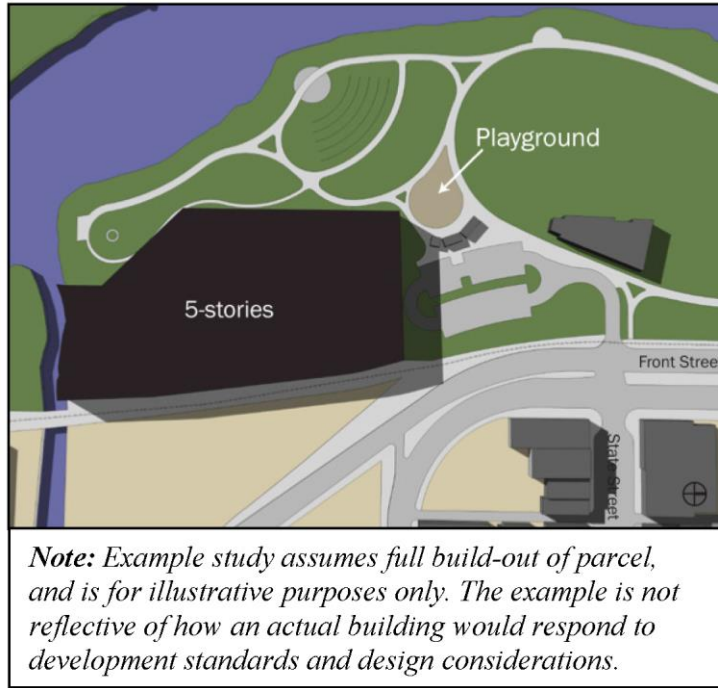 Playground
5-stories
Front Stree
State Street
Note: Example study assumes full build-out of parcel,
and is for illustrative purposes only. The example is not
reflective of how an actual building would respond to
development standards and design considerations.